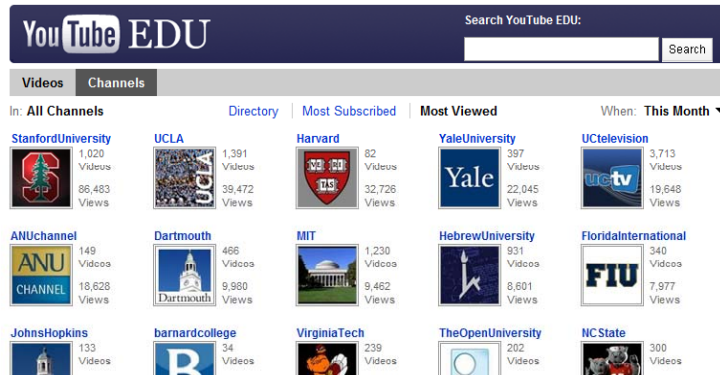 YouTube EDU
Search YouTube EDU:
Search
Videos Channels
In: All Channels Directory Most Subscribed Most Viewed When: This Month
StanfordUniversity UCLA Harvard YaleUniversity UCtelevision
1,020 Videos 1,391 Videos 82 Videos 397 Videos 3,713 Videos
S UCLA VE RI TAS Yale uctv
86,483 Views 39,472 Views 32,726 Views 22,045 Views 19,648 Views
ANUchannel Dartmouth MIT HebrewUniversity FloridaInternational
149 Videos 466 Videos 1,230 Videos 931 Videos 340 Videos
ANU CHANNEL Dartmouth FIU
18,628 Views 9,980 Views 9,462 Views 8,601 Views 7,977 Views
JohnsHopkins barnardcollege VirginiaTech TheOpenUniversity NCState
133 Videos 34 Videos 239 Videos 202 Videos 300 Videos
B